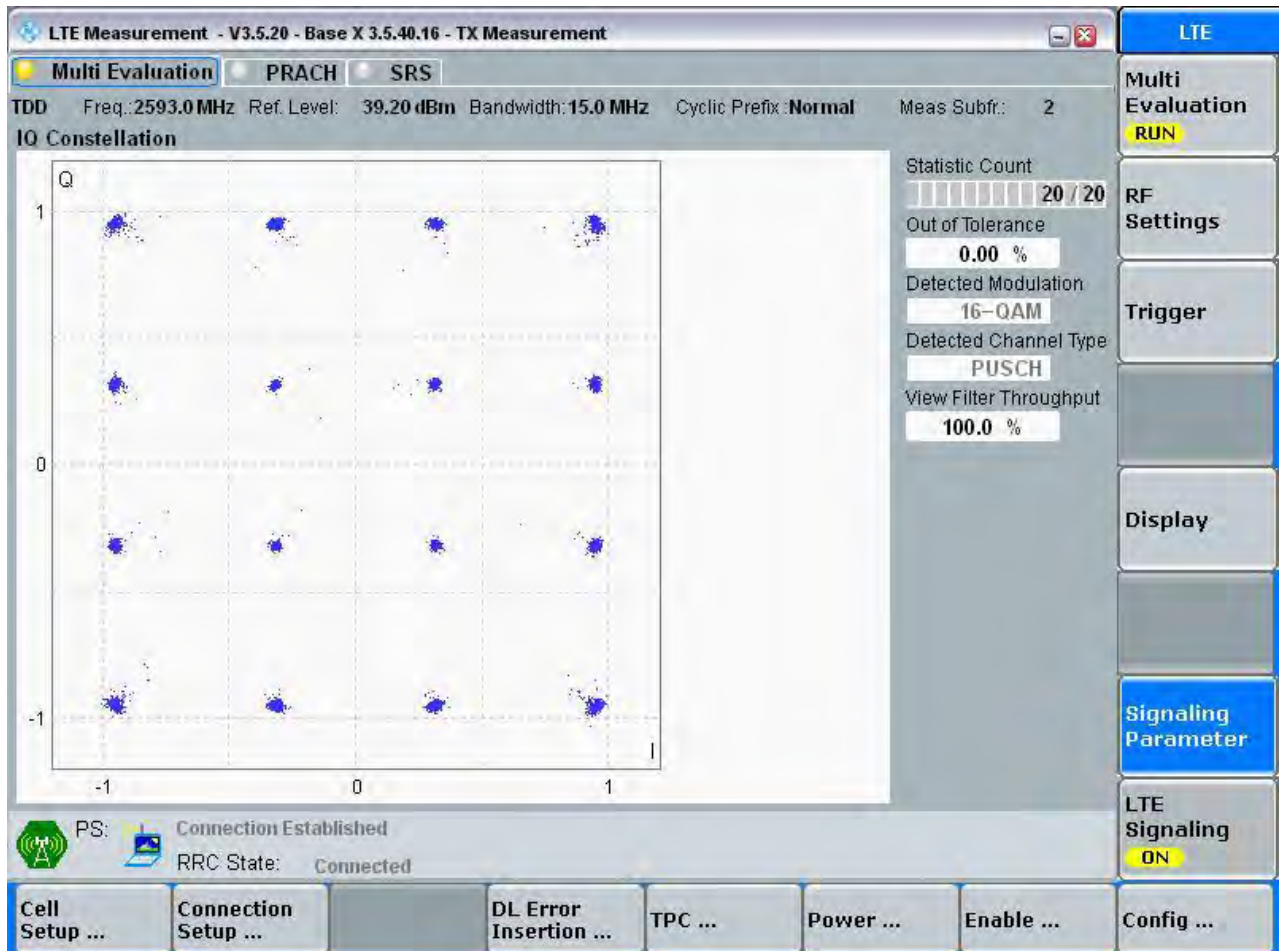 LTE Measurement - V3.5.20 - Base X 3.5.40.16 - TX Measurement
LTE
Multi Evaluation PRACH SRS
Multi
Evaluation
RUN
TDD Freq.:2593.0 MHz Ref. Level: 39.20 dBm Bandwidth:15.0 MHz Cyclic Prefix :Normal Meas Subfr.: 2
IQ Constellation
Q
1
0
-1
-1 0 1
I
Statistic Count
20 / 20
Out of Tolerance
0.00 %
Detected Modulation
16-QAM
Detected Channel Type
PUSCH
View Filter Throughput
100.0 %
RF
Settings
Trigger
Display
Signaling
Parameter
LTE
Signaling
ON
PS: Connection Established
RRC State: Connected
Cell
Setup ...
Connection
Setup ...
DL Error
Insertion ...
TPC ...
Power ...
Enable ...
Config ...